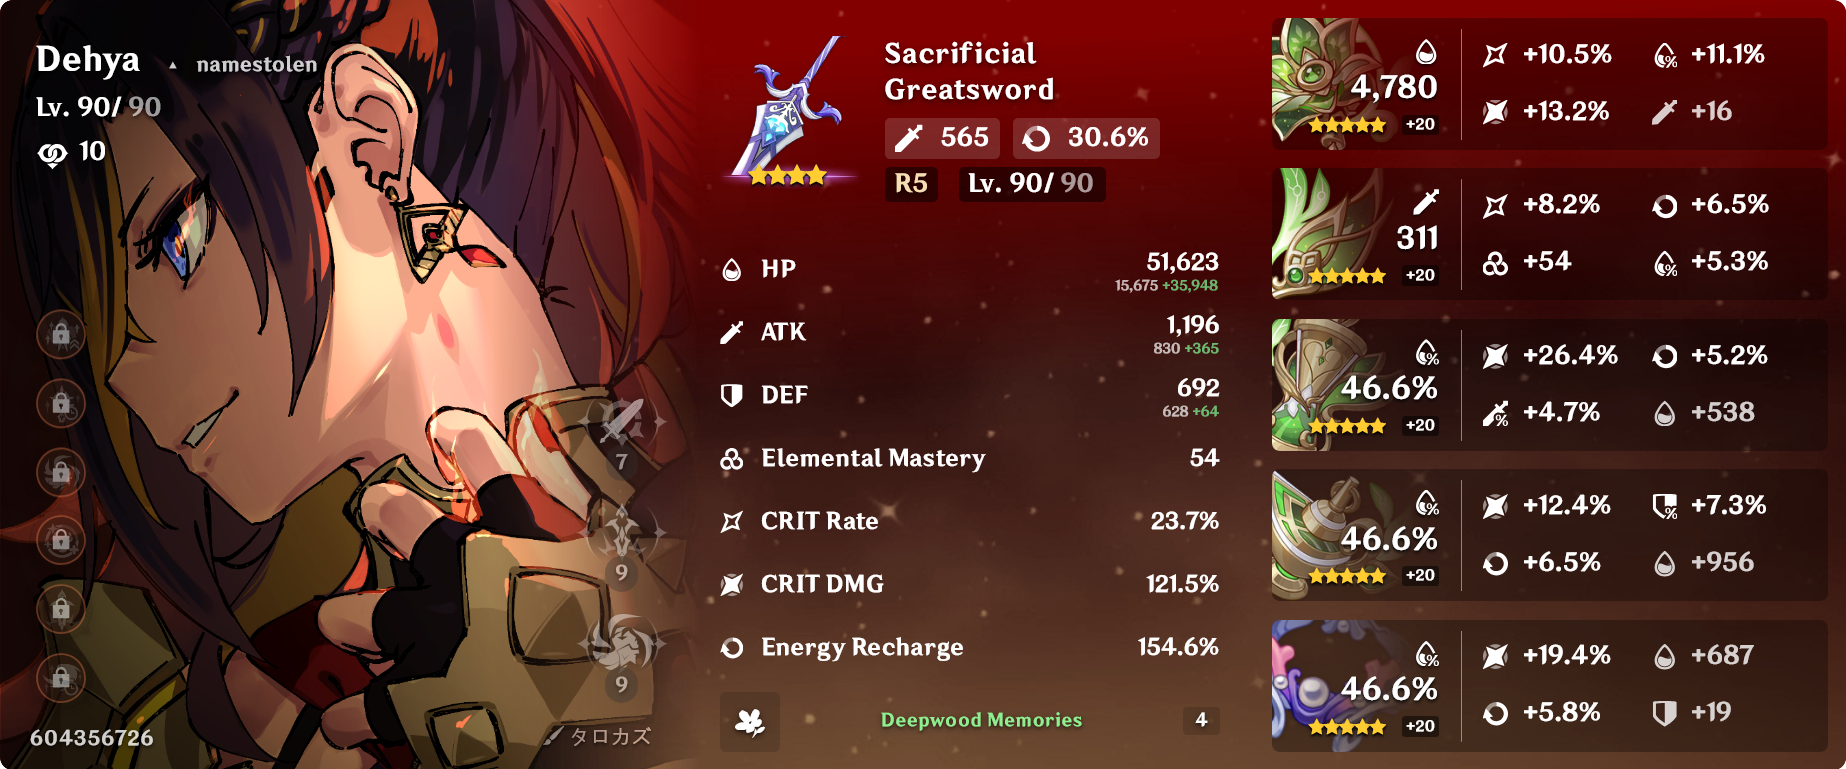 Dehya ▲ namestolen
Lv. 90/ 90
10
7
9
9
604356726
タロカズ
Sacrificial
Greatsword
565 30.6%
R5 Lv. 90/ 90
HP 51,623
15,675 +35,948
ATK 1,196
830 +365
DEF 692
628 +64
Elemental Mastery 54
CRIT Rate 23.7%
CRIT DMG 121.5%
Energy Recharge 154.6%
Deepwood Memories 4
4,780
+20
+10.5% +11.1%
+13.2% +16
311
+20
+8.2% +6.5%
+54 +5.3%
46.6%
+20
+26.4% +5.2%
+4.7% +538
46.6%
+20
+12.4% +7.3%
+6.5% +956
46.6%
+20
+19.4% +687
+5.8% +19